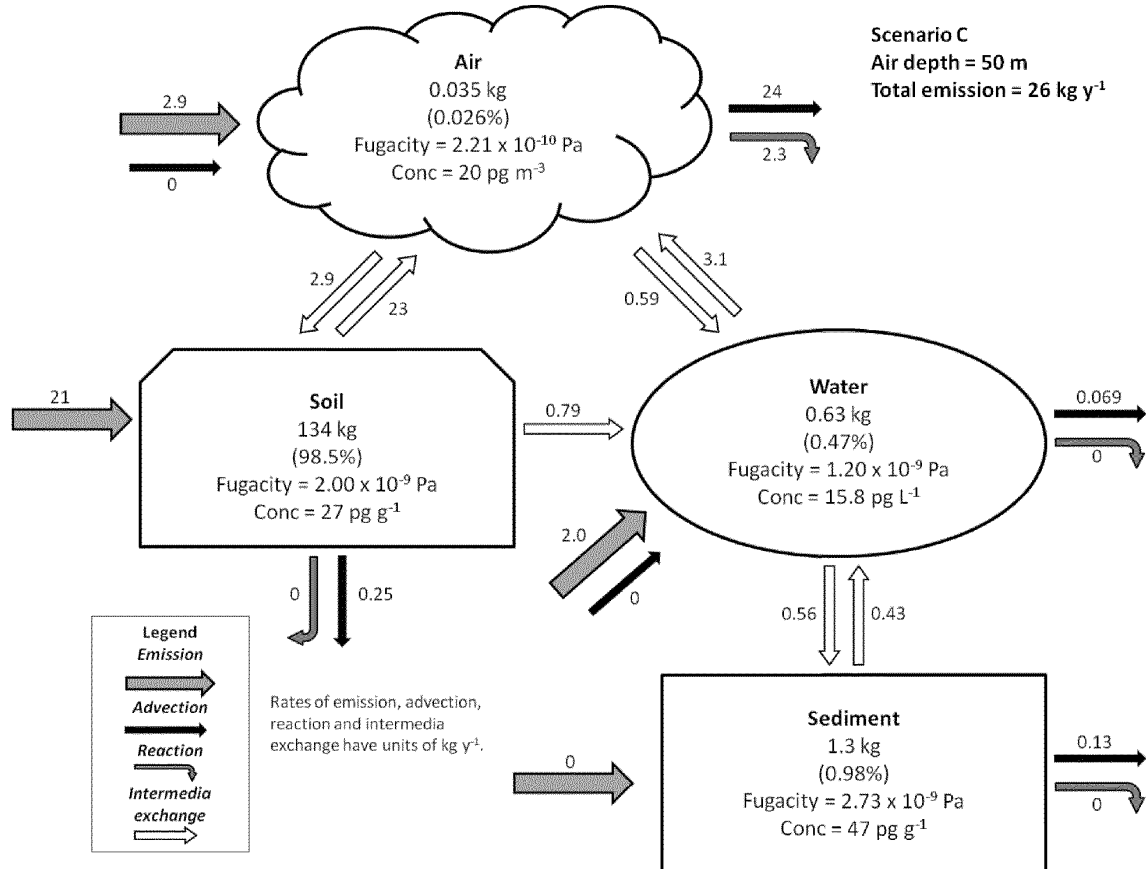 Scenario C
Air depth = 50 m
Total emission = 26 kg y⁻¹
Air
0.035 kg
(0.026%)
Fugacity = 2.21 x 10⁻¹⁰ Pa
Conc = 20 pg m⁻³
2.9
0
24
2.3
2.9
23
0.59
3.1
21
Soil
134 kg
(98.5%)
Fugacity = 2.00 x 10⁻⁹ Pa
Conc = 27 pg g⁻¹
0.79
Water
0.63 kg
(0.47%)
Fugacity = 1.20 x 10⁻⁹ Pa
Conc = 15.8 pg L⁻¹
0.069
0
2.0
0
0
0.25
0.56
0.43
Legend
Emission
Advection
Reaction
Intermedia
exchange
Rates of emission, advection,
reaction and intermedia
exchange have units of kg y⁻¹.
0
Sediment
1.3 kg
(0.98%)
Fugacity = 2.73 x 10⁻⁹ Pa
Conc = 47 pg g⁻¹
0.13
0